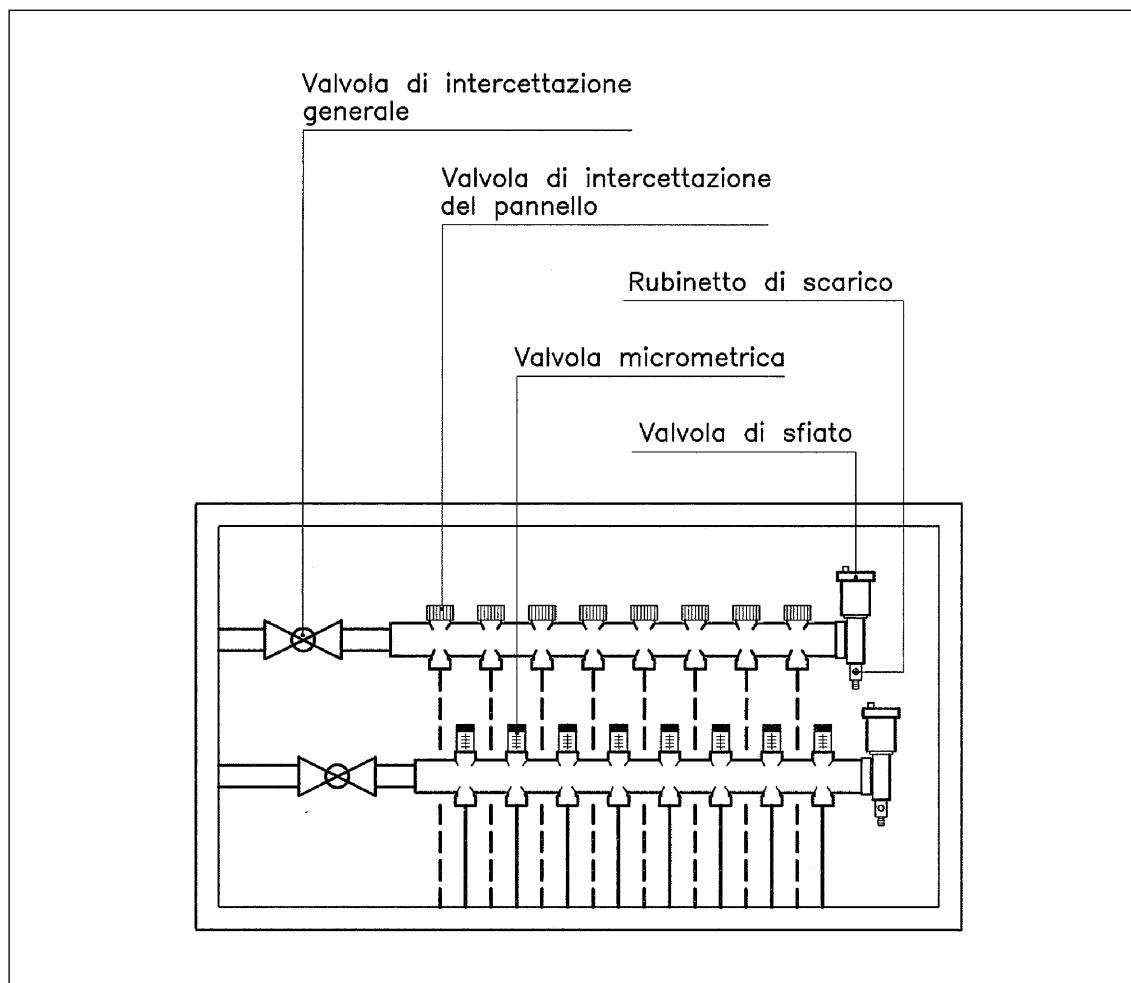 Valvola di intercettazione
generale
Valvola di intercettazione
del pannello
Rubinetto di scarico
Valvola micrometrica
Valvola di sfiato